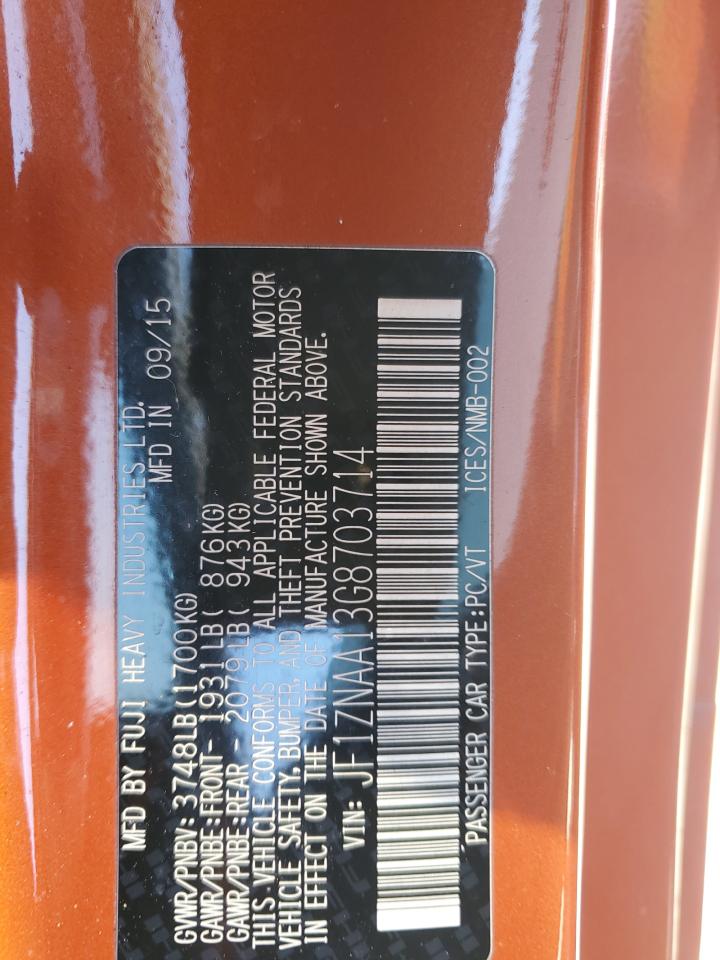 MFD BY FUJI HEAVY INDUSTRIES LTD.
MFD IN 09/15
GVWR/PNBV: 3748LB(1700KG)
GAWR/PNBE:FRONT- 1931LB( 876KG)
GAWR/PNBE:REAR - 2079LB( 943KG)
THIS VEHICLE CONFORMS TO ALL APPLICABLE FEDERAL MOTOR
VEHICLE SAFETY, BUMPER, AND THEFT PREVENTION STANDARDS
IN EFFECT ON THE DATE OF MANUFACTURE SHOWN ABOVE.
VIN: JF1ZNAA13G8703714
PASSENGER CAR TYPE:PC/VT ICES/NMB-002